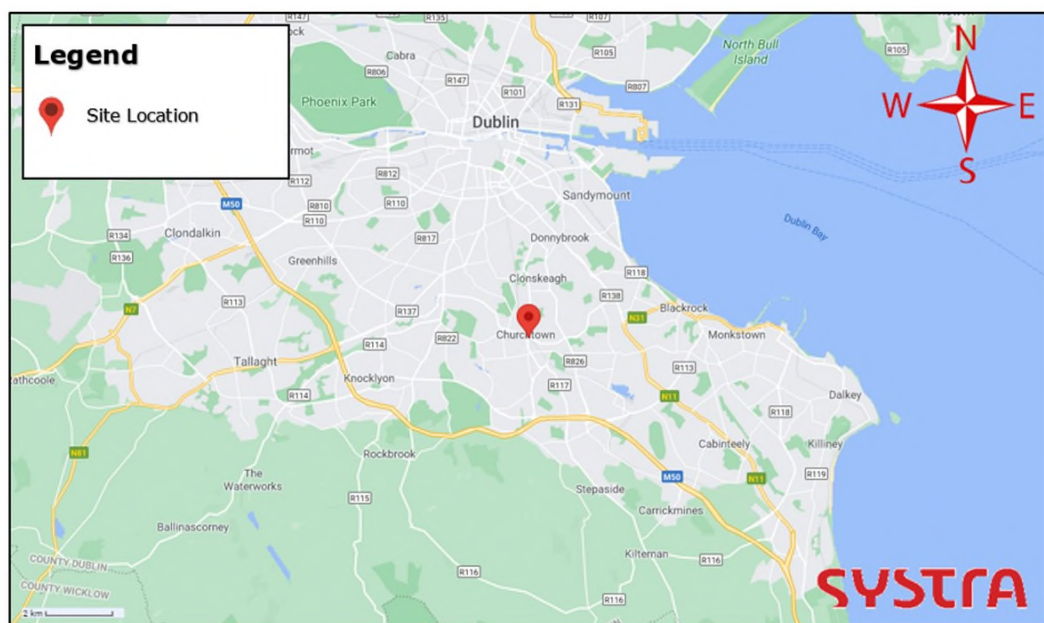 Legend
Site Location
N
W
E
S
R147
R135
R107
R105
R105
ock
Cabra
R806
R147
R101
R807
R131
North Bull
Island
Phoenix Park
Dublin
rmot
R112
R812
R810
R110
R110
M50
Sandymount
R134
Clondalkin
R817
Donnybrook
Dublin Bay
R136
Greenhills
Clonskeagh
R118
R113
R138
Blackrock
N7
R137
N31
Churchtown
R822
Monkstown
R114
Tallaght
R826
R113
Knocklyon
R117
athcoole
R114
N11
R118
Dalkey
Cabinteely
Killiney
N81
Rockbrook
R119
The
Waterworks
M50
N11
Stepaside
R115
Carrickmines
Ballinascorney
Kilternan
R116
COUNTY DUBLIN
R116
COUNTY WICKLOW
R116
2 km
SYSTRA